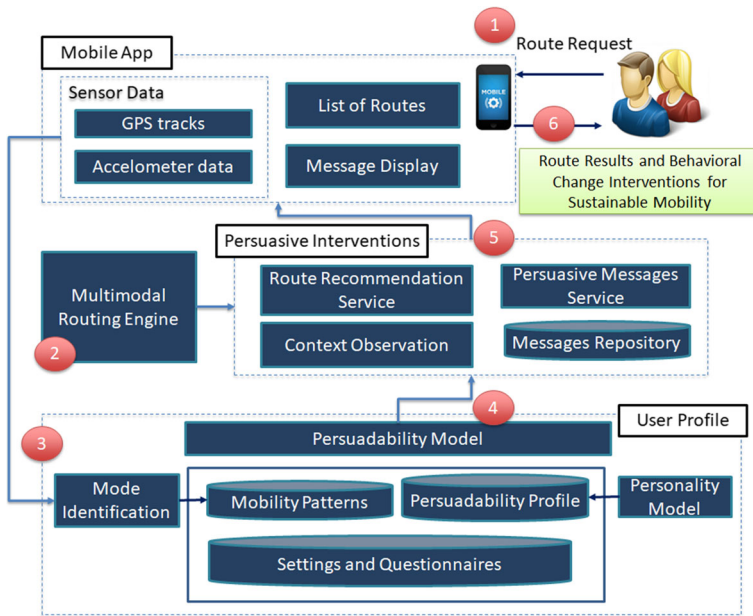 1
Mobile App
Route Request
Sensor Data
GPS tracks
Accelometer data
List of Routes
Message Display
MOBILE
6
Route Results and Behavioral
Change Interventions for
Sustainable Mobility
5
Persuasive Interventions
Multimodal
Routing Engine
2
Route Recommendation
Service
Persuasive Messages
Service
Context Observation
Messages Repository
4
User Profile
3
Persuadability Model
Mode
Identification
Mobility Patterns
Persuadability Profile
Personality
Model
Settings and Questionnaires